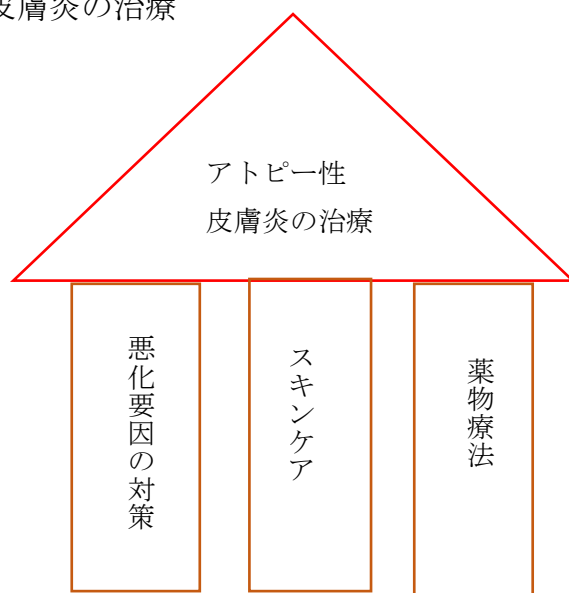 皮膚炎の治療
アトピー性
皮膚炎の治療
悪化要因の対策
スキンケア
薬物療法